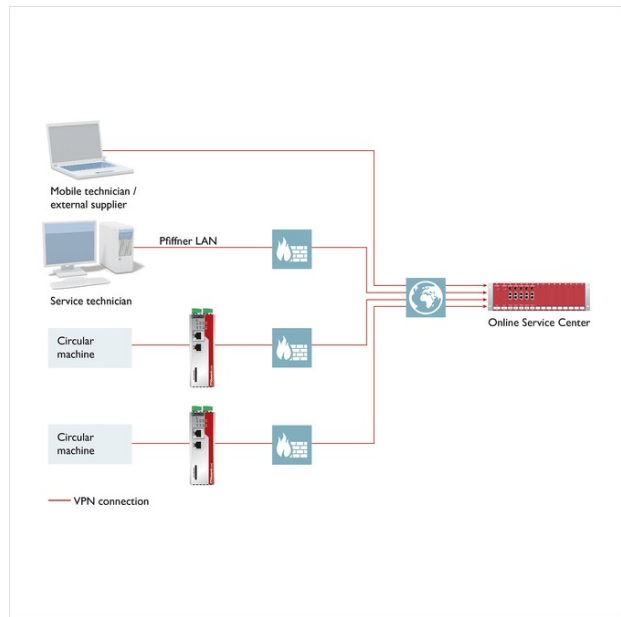 Mobile technician /
external supplier
Pfiffner LAN
Service technician
Online Service Center
Circular
machine
Circular
machine
VPN connection